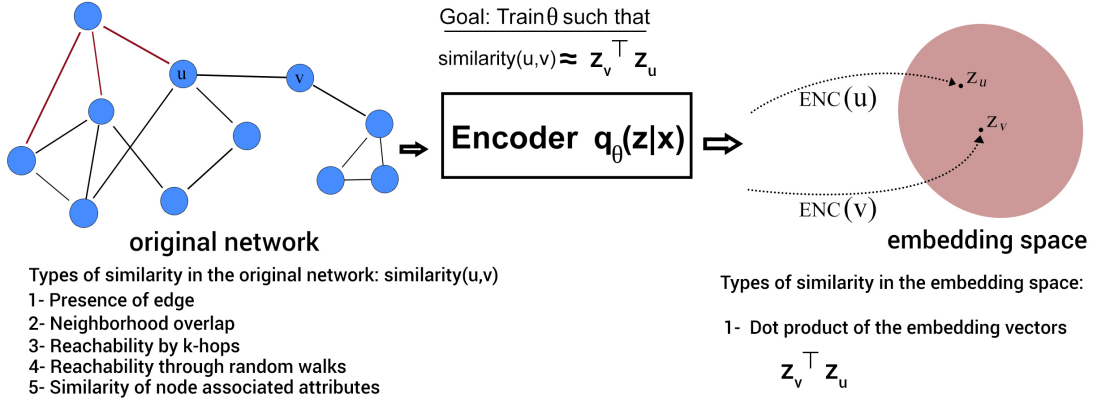 Goal: Train θ such that
similarity(u,v) ≈ z_v^⊤ z_u
u
v
Encoder q_θ(z|x)
ENC(u)
z_u
z_v
ENC(v)
original network
embedding space
Types of similarity in the original network: similarity(u,v)
1- Presence of edge
2- Neighborhood overlap
3- Reachability by k-hops
4- Reachability through random walks
5- Similarity of node associated attributes
Types of similarity in the embedding space:
1- Dot product of the embedding vectors
z_v^⊤ z_u